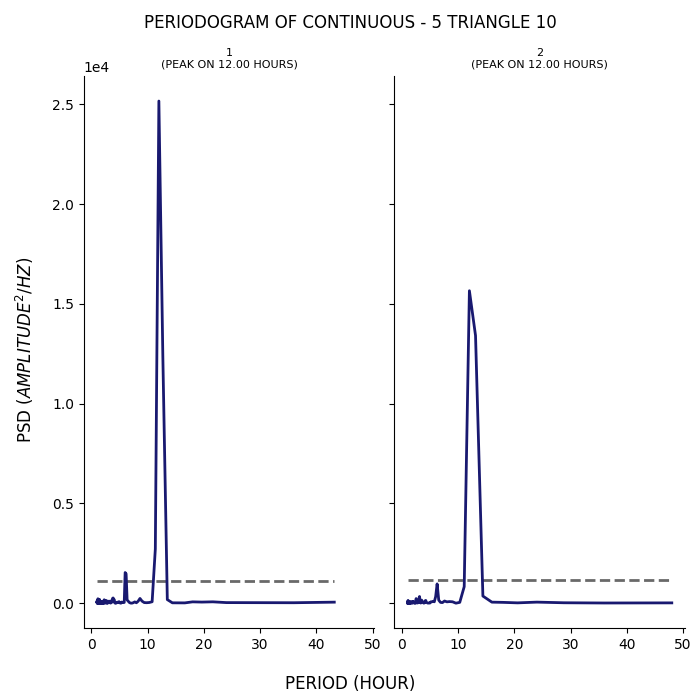 PERIODOGRAM OF CONTINUOUS - 5 TRIANGLE 10
1
(PEAK ON 12.00 HOURS)
2
(PEAK ON 12.00 HOURS)
1e4
2.5
2.0
1.5
1.0
0.5
0.0
PSD (AMPLITUDE²/HZ)
0 10 20 30 40 50
0 10 20 30 40 50
PERIOD (HOUR)